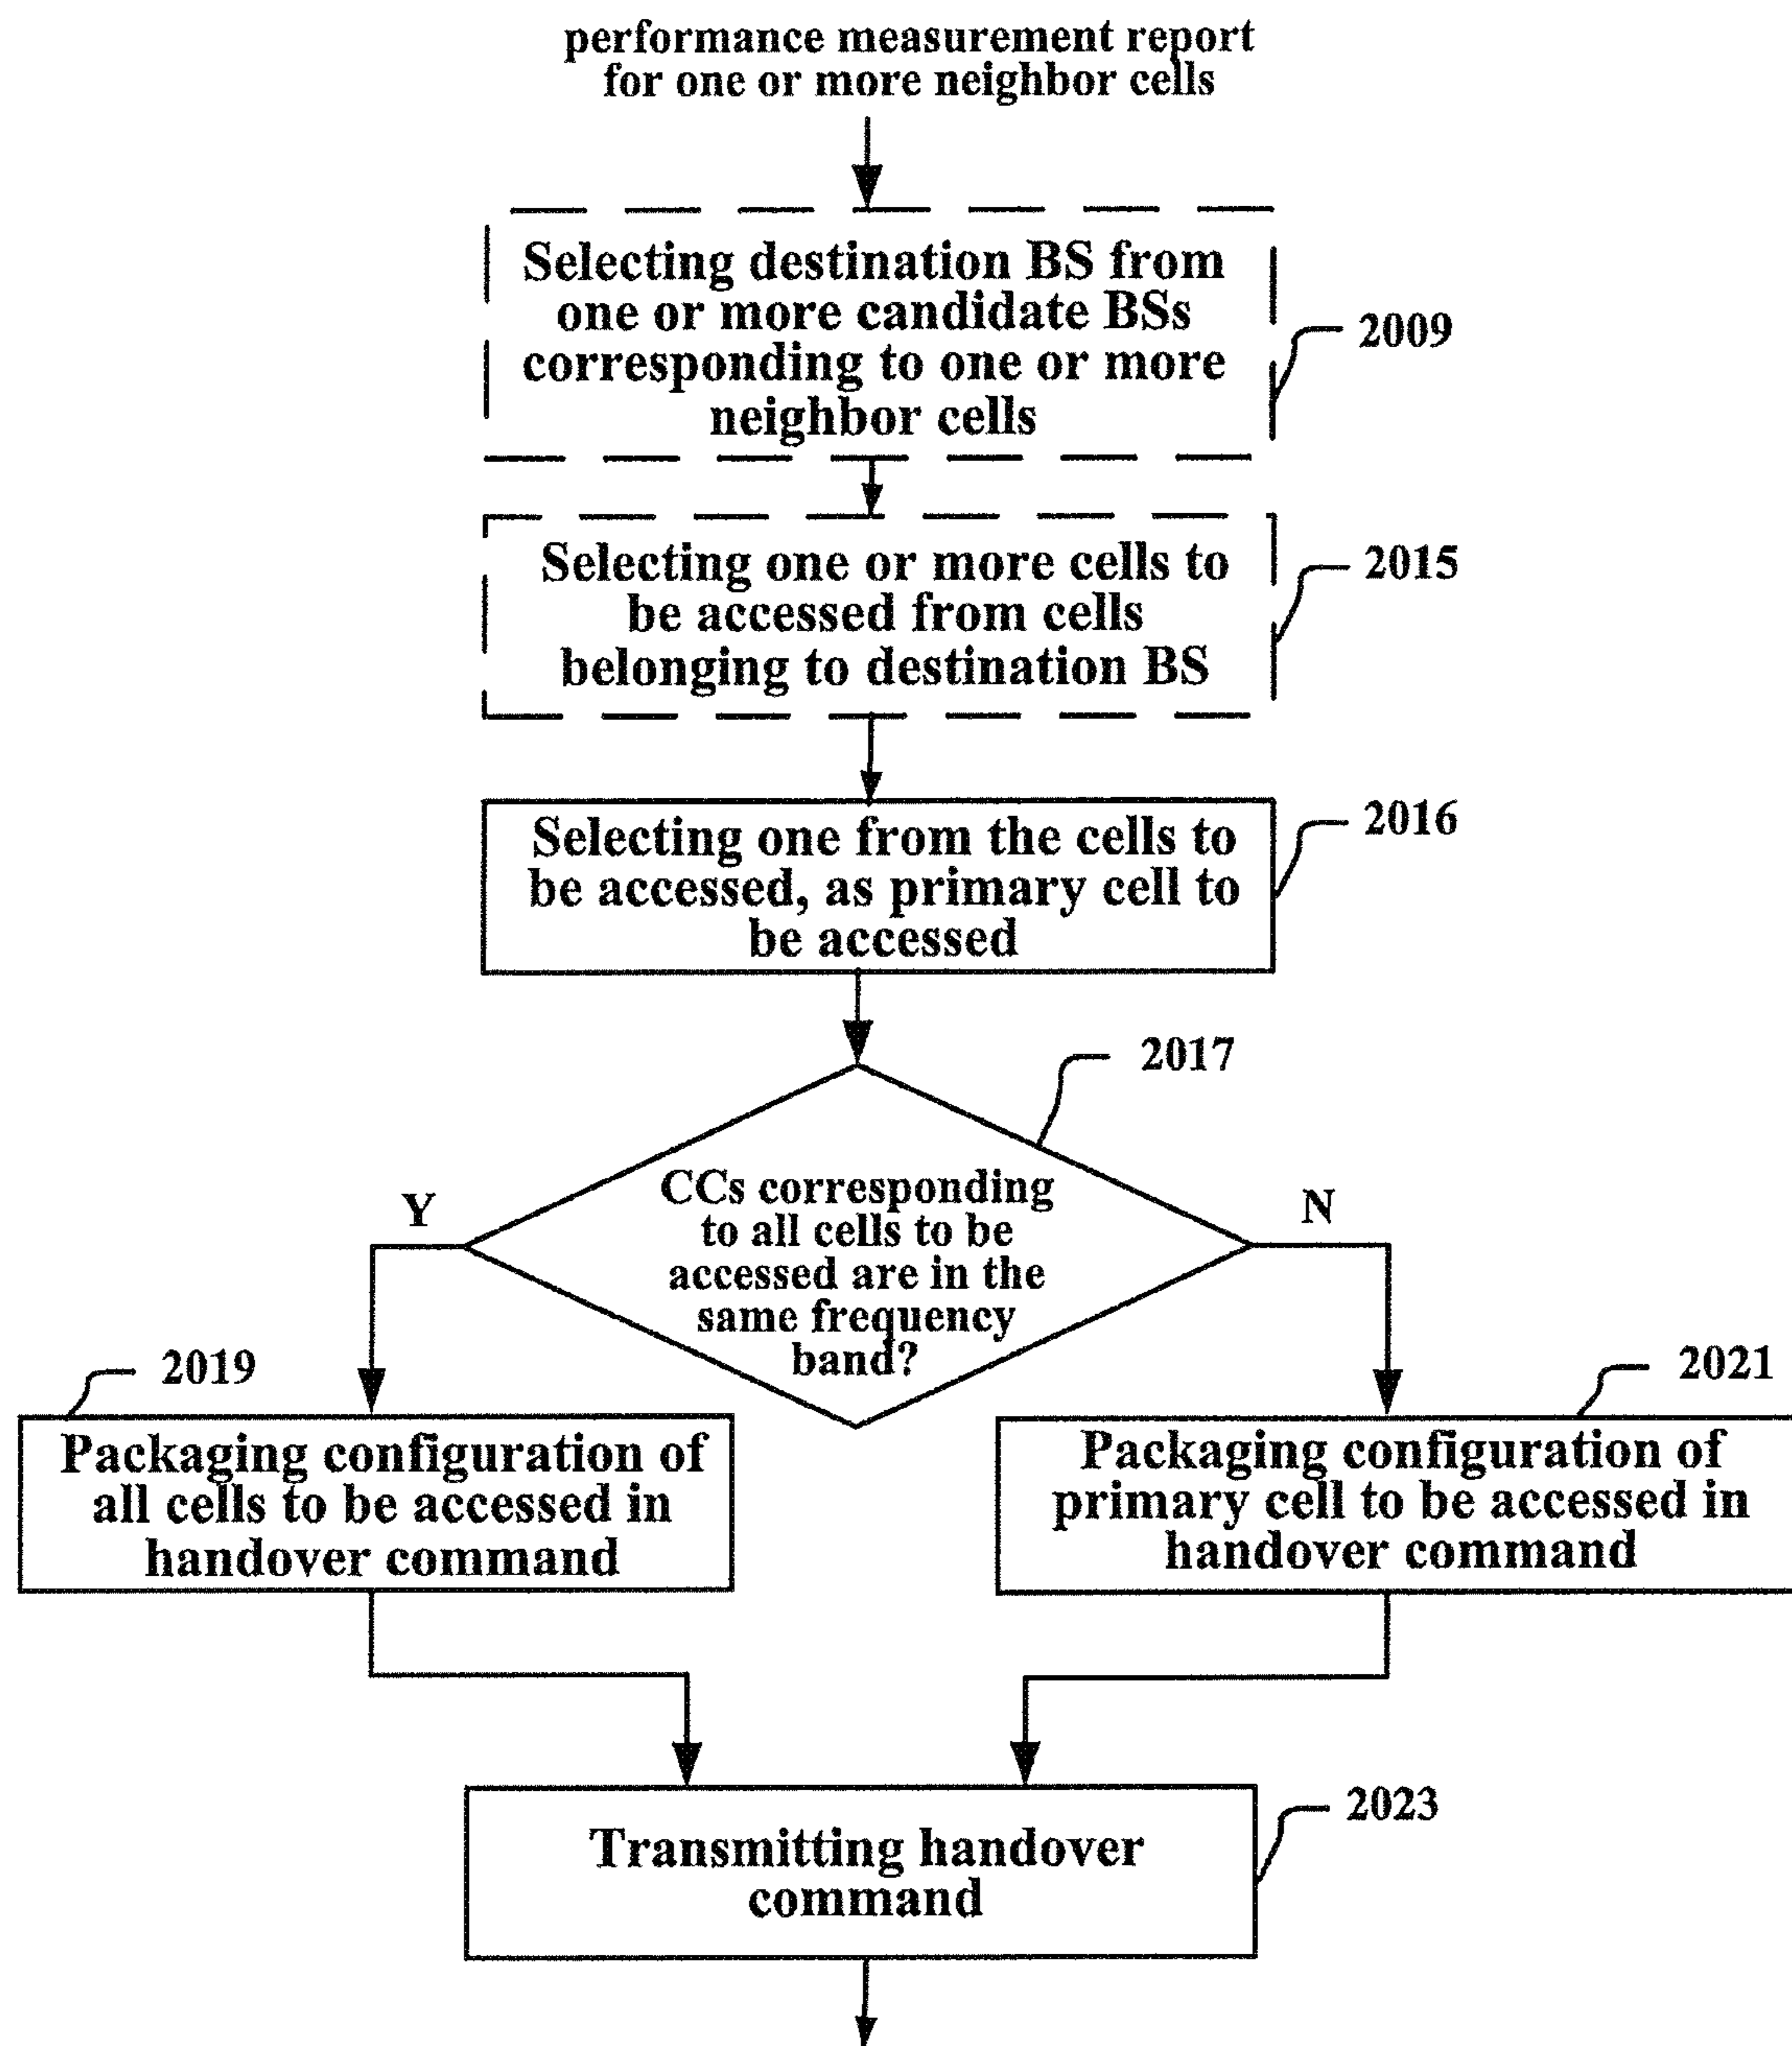 performance measurement report
for one or more neighbor cells
Selecting destination BS from
one or more candidate BSs
corresponding to one or more
neighbor cells
2009
Selecting one or more cells to
be accessed from cells
belonging to destination BS
2015
Selecting one from the cells to
be accessed, as primary cell to
be accessed
2016
2017
CCs corresponding
to all cells to be
accessed are in the
same frequency
band?
Y
N
2019
Packaging configuration of
all cells to be accessed in
handover command
2021
Packaging configuration of
primary cell to be accessed in
handover command
Transmitting handover
command
2023